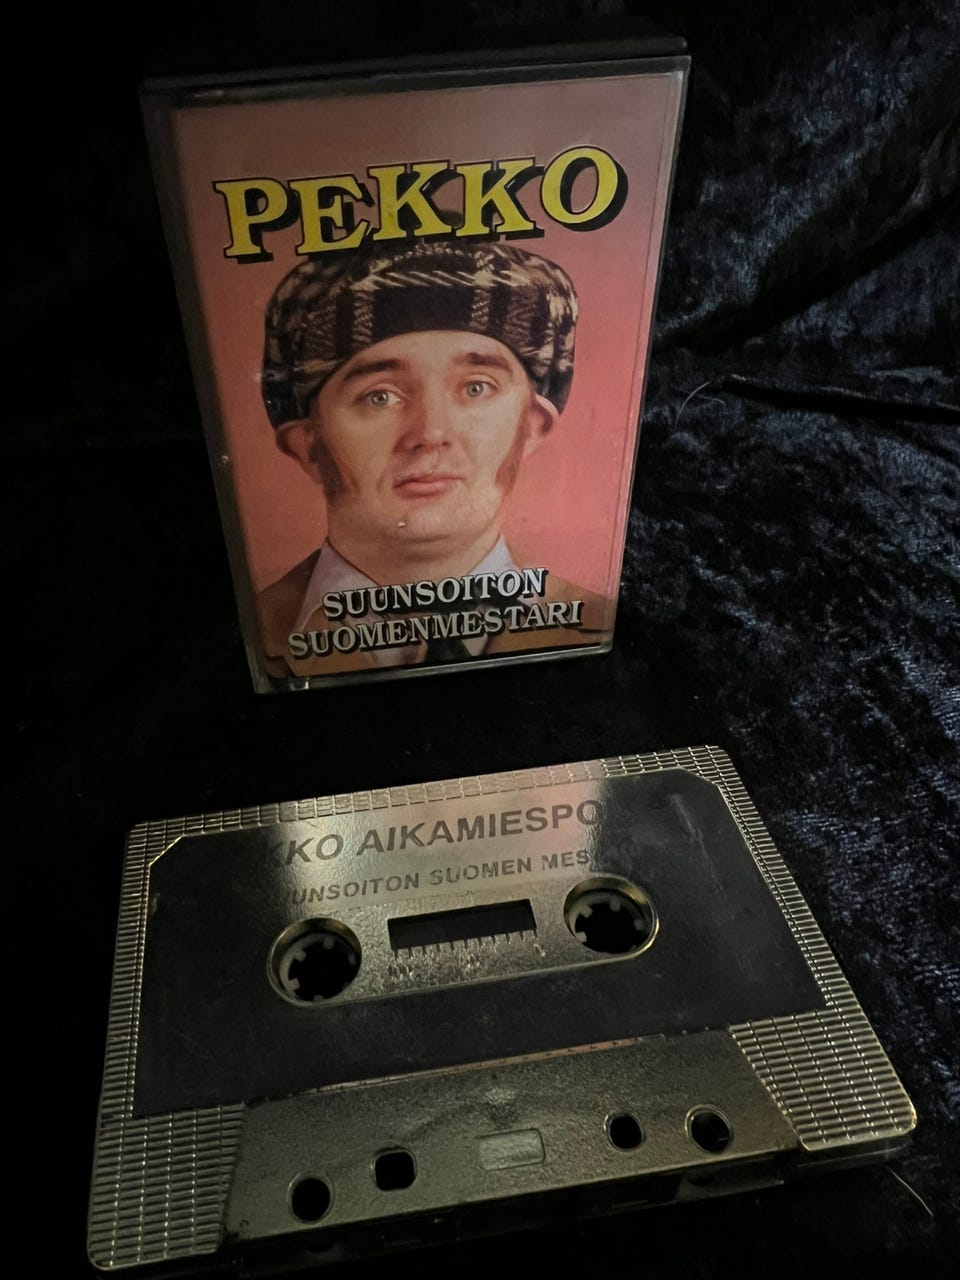 PEKKO
SUUNSOITON
SUOMENMESTARI
KKO AIKAMIESPO
UNSOITON SUOMEN MES